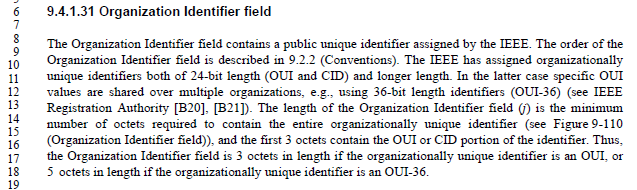 6 9.4.1.31 Organization Identifier field
7
8 The Organization Identifier field contains a public unique identifier assigned by the IEEE. The order of the
9 Organization Identifier field is described in 9.2.2 (Conventions). The IEEE has assigned organizationally
10 unique identifiers both of 24-bit length (OUI and CID) and longer length. In the latter case specific OUI
11 values are shared over multiple organizations, e.g., using 36-bit length identifiers (OUI-36) (see IEEE
12 Registration Authority [B20], [B21]). The length of the Organization Identifier field (j) is the minimum
13 number of octets required to contain the entire organizationally unique identifier (see Figure 9-110
14 (Organization Identifier field)), and the first 3 octets contain the OUI or CID portion of the identifier. Thus,
15 the Organization Identifier field is 3 octets in length if the organizationally unique identifier is an OUI, or
16 5 octets in length if the organizationally unique identifier is an OUI-36.
17
18
19